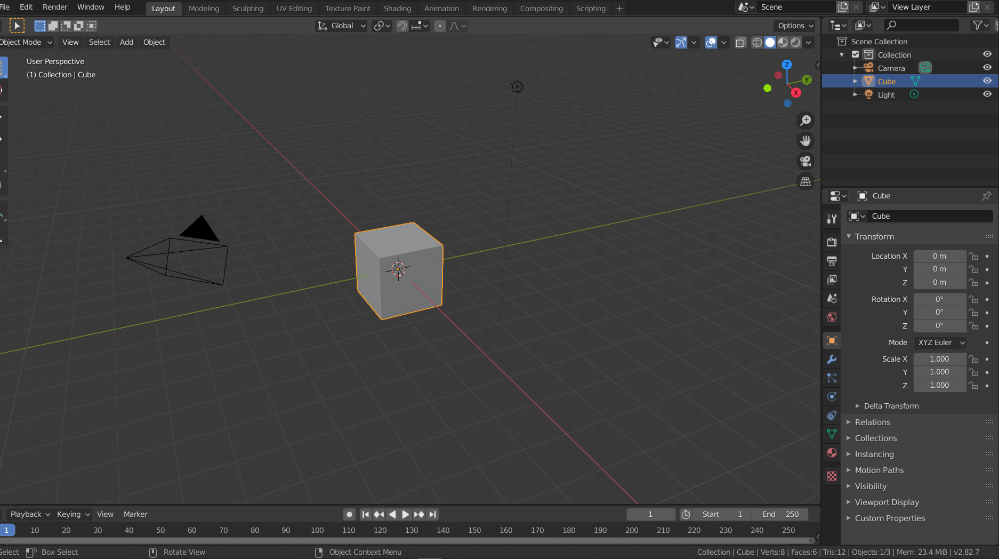 File Edit Render Window Help Layout Modeling Sculpting UV Editing Texture Paint Shading Animation Rendering Compositing Scripting + Scene View Layer
Global Options
Object Mode View Select Add Object
User Perspective
(1) Collection | Cube
Z
Y
X
Scene Collection
Collection
Camera
Cube
Light
Cube
Cube
Transform
Location X 0 m
Y 0 m
Z 0 m
Rotation X 0°
Y 0°
Z 0°
Mode XYZ Euler
Scale X 1.000
Y 1.000
Z 1.000
Delta Transform
Relations
Collections
Instancing
Motion Paths
Visibility
Viewport Display
Custom Properties
Playback Keying View Marker 1 Start 1 End 250
1 10 20 30 40 50 60 70 80 90 100 110 120 130 140 150 160 170 180 190 200 210 220 230 240 250
Select Box Select Rotate View Object Context Menu Collection | Cube | Verts:8 | Faces:6 | Tris:12 | Objects:1/3 | Mem: 23.4 MiB | v2.82.7